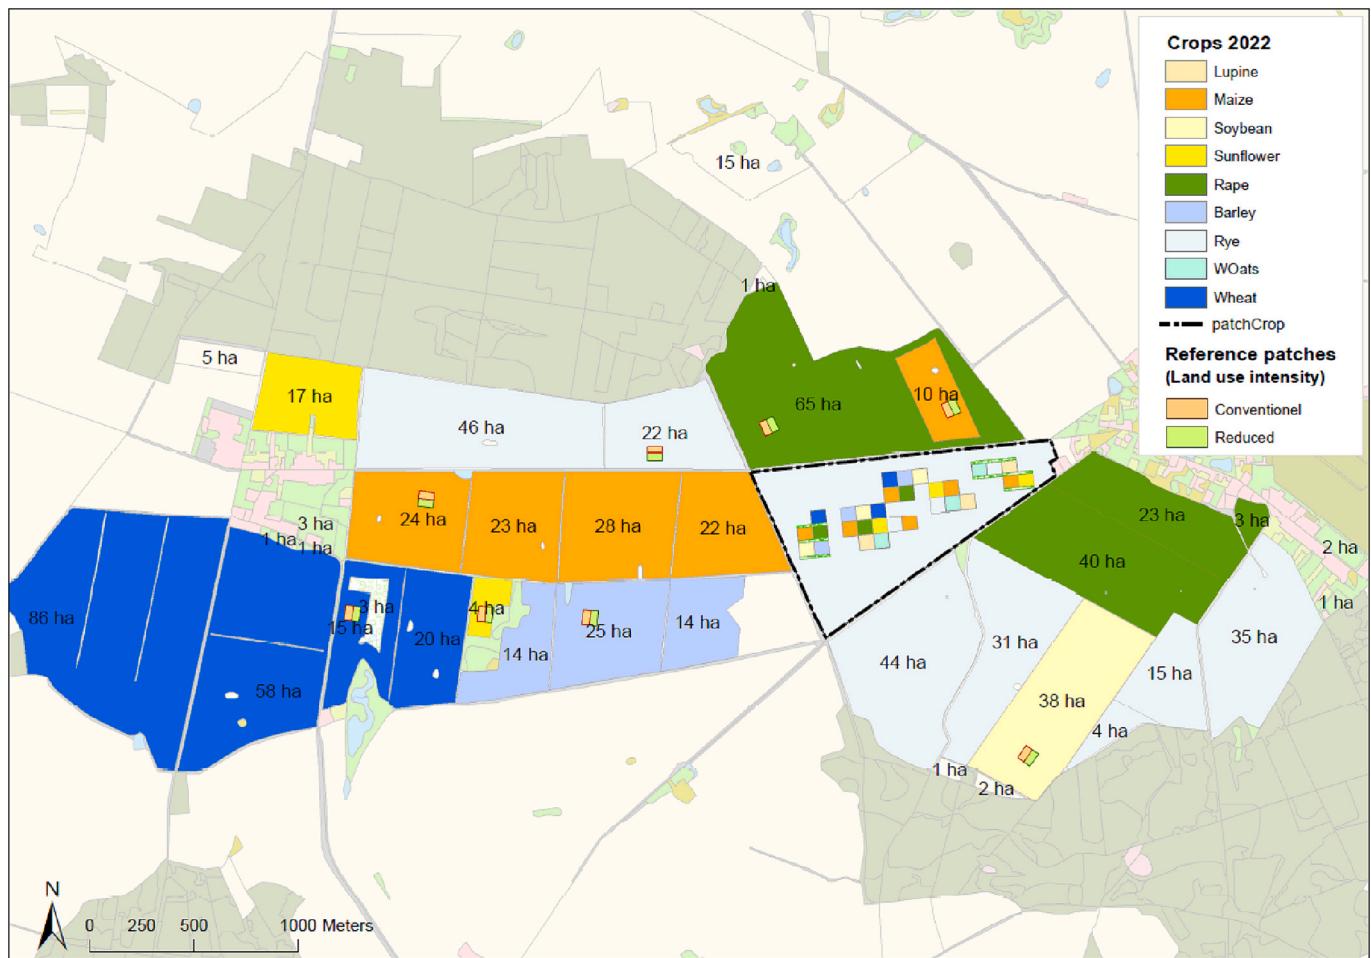 Crops 2022
Lupine
Maize
Soybean
Sunflower
Rape
Barley
Rye
WOats
Wheat
patchCrop
Reference patches
(Land use intensity)
Conventionel
Reduced
15 ha
1 ha
5 ha
17 ha
46 ha
22 ha
65 ha
10 ha
24 ha
23 ha
28 ha
22 ha
3 ha
1 ha
1 ha
23 ha
3 ha
40 ha
2 ha
1 ha
86 ha
58 ha
15 ha
3 ha
20 ha
4 ha
14 ha
25 ha
14 ha
44 ha
31 ha
38 ha
15 ha
35 ha
4 ha
1 ha
2 ha
N
0 250 500 1000 Meters